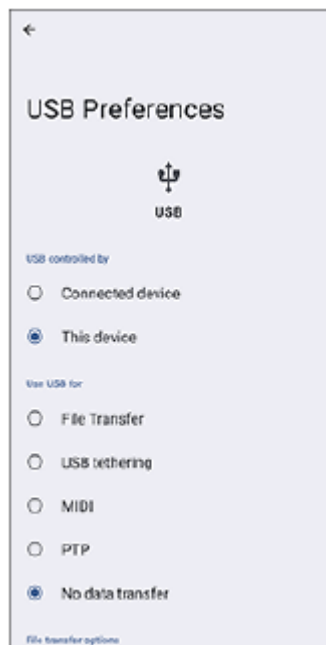 USB Preferences
USB
USB controlled by
Connected device
This device
Use USB for
File Transfer
USB tethering
MIDI
PTP
No data transfer
File transfer options